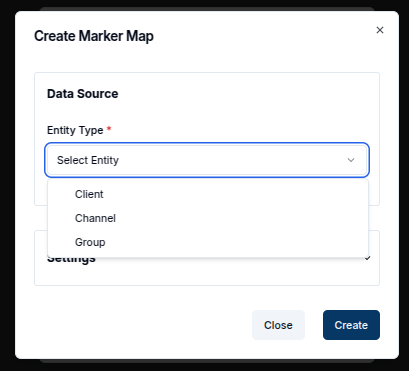 Create Marker Map
×
Data Source
Entity Type *
Select Entity
Client
Channel
Group
Settings
Close
Create